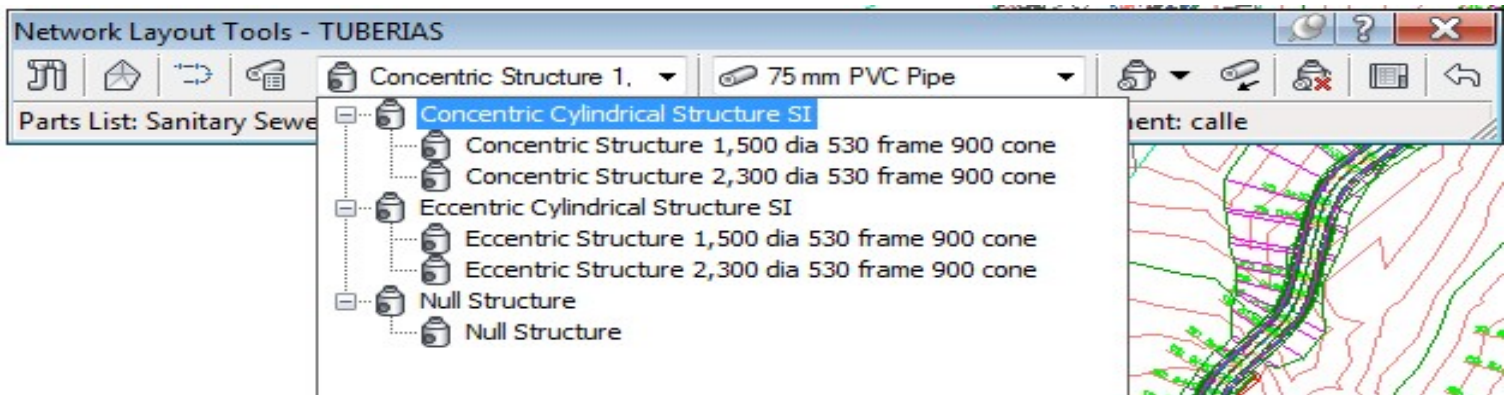 Network Layout Tools - TUBERIAS
Concentric Structure 1, 75 mm PVC Pipe
Parts List: Sanitary Sewe ent: calle
Concentric Cylindrical Structure SI
Concentric Structure 1,500 dia 530 frame 900 cone
Concentric Structure 2,300 dia 530 frame 900 cone
Eccentric Cylindrical Structure SI
Eccentric Structure 1,500 dia 530 frame 900 cone
Eccentric Structure 2,300 dia 530 frame 900 cone
Null Structure
Null Structure